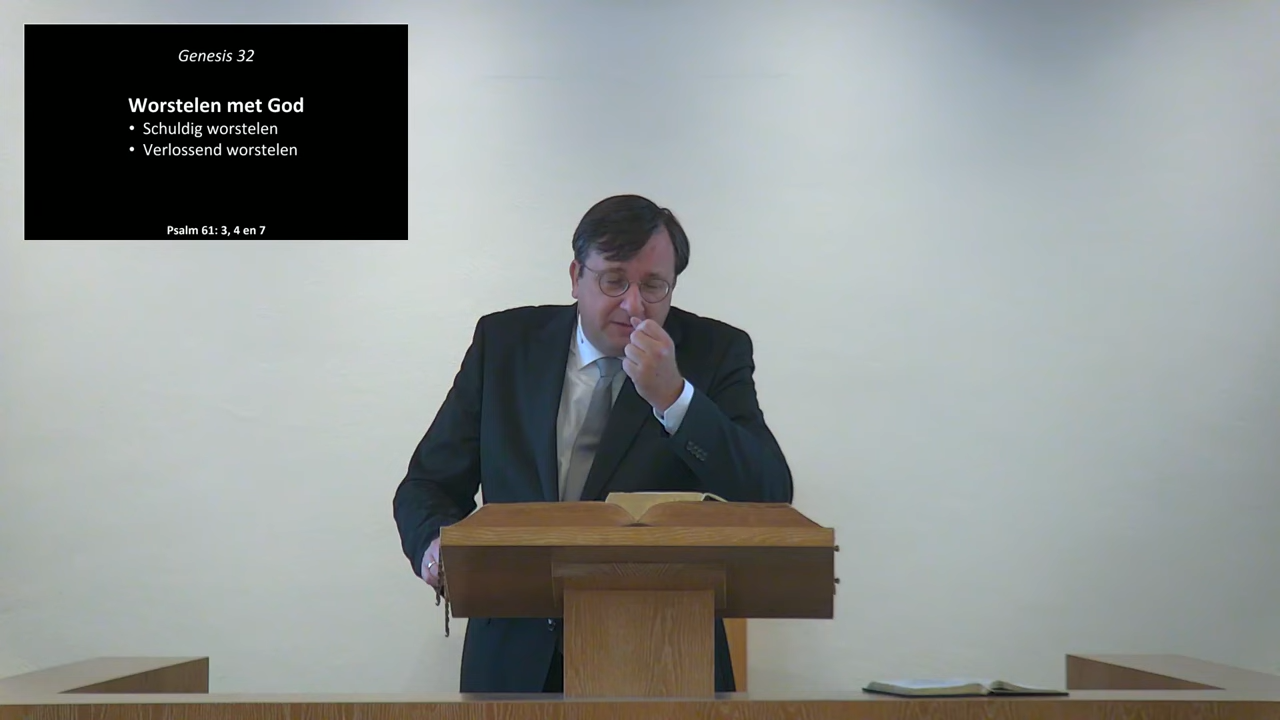 Genesis 32
Worstelen met God
• Schuldig worstelen
• Verlossend worstelen
Psalm 61: 3, 4 en 7